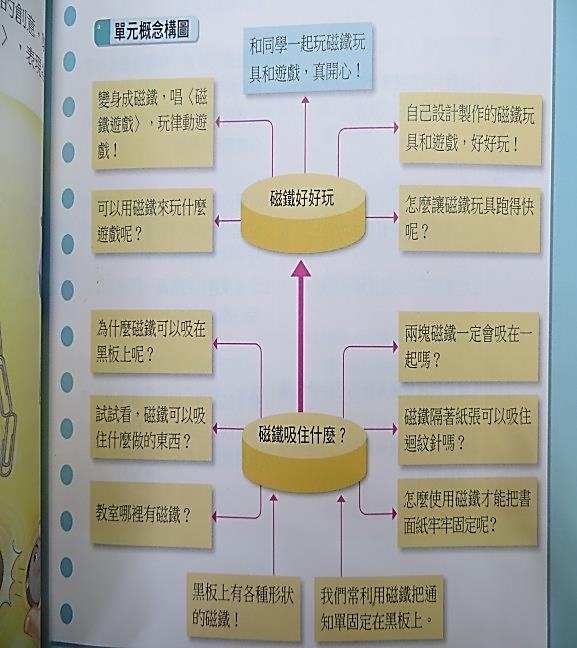 的創意，
〉，表現
單元概念構圖
和同學一起玩磁鐵玩
具和遊戲，真開心！
變身成磁鐵，唱〈磁
鐵遊戲〉，玩律動遊
戲！
自己設計製作的磁鐵玩
具和遊戲，好好玩！
磁鐵好好玩
可以用磁鐵來玩什麼
遊戲呢？
怎麼讓磁鐵玩具跑得快
呢？
為什麼磁鐵可以吸在
黑板上呢？
兩塊磁鐵一定會吸在一
起嗎？
試試看，磁鐵可以吸
住什麼做的東西？
磁鐵吸住什麼？
磁鐵隔著紙張可以吸住
迴紋針嗎？
教室哪裡有磁鐵？
怎麼使用磁鐵才能把書
面紙牢牢固定呢？
黑板上有各種形狀
的磁鐵！
我們常利用磁鐵把通
知單固定在黑板上。